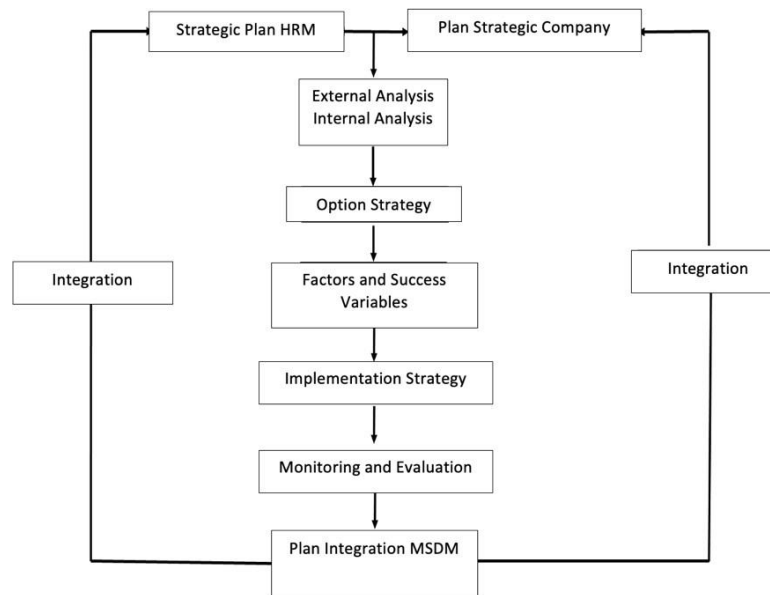 Strategic Plan HRM
Plan Strategic Company
External Analysis
Internal Analysis
Option Strategy
Factors and Success
Variables
Integration
Integration
Implementation Strategy
Monitoring and Evaluation
Plan Integration MSDM